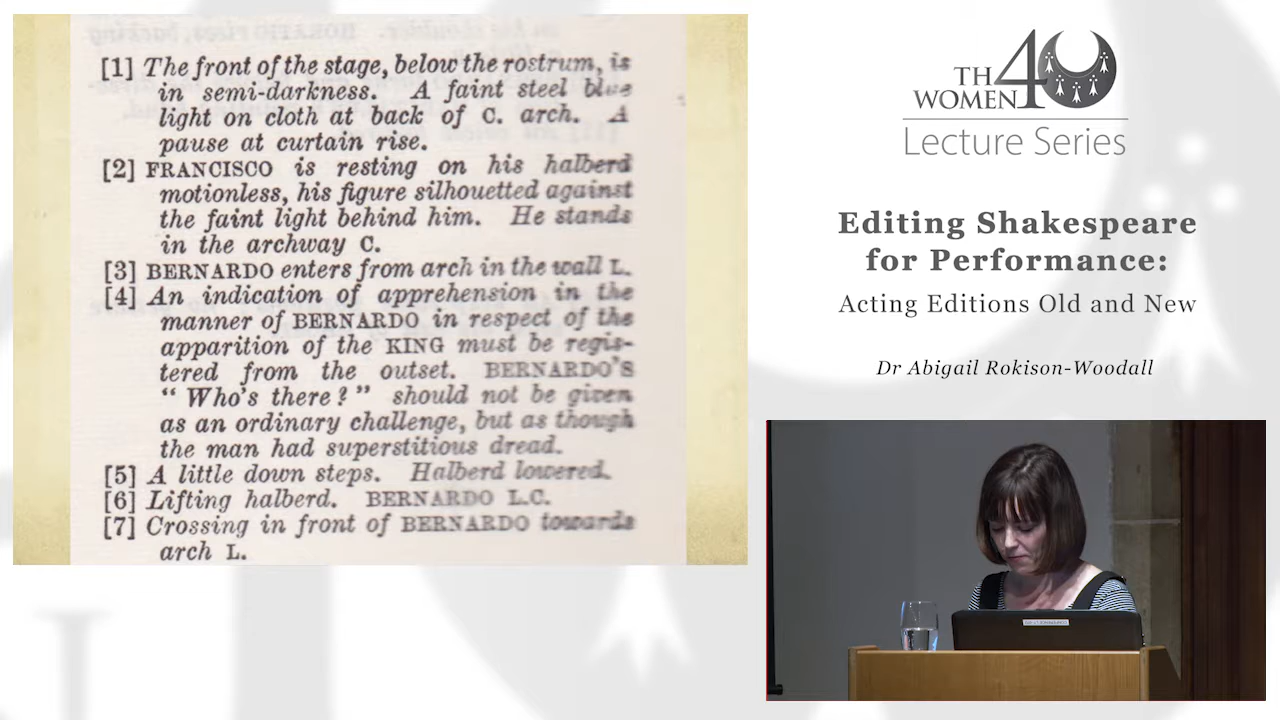 [1] The front of the stage, below the rostrum, is
in semi-darkness. A faint steel blue
light on cloth at back of C. arch. A
pause at curtain rise.
[2] FRANCISCO is resting on his halberd
motionless, his figure silhouetted against
the faint light behind him. He stands
in the archway C.
[3] BERNARDO enters from arch in the wall L.
[4] An indication of apprehension in the
manner of BERNARDO in respect of the
apparition of the KING must be regis-
tered from the outset. BERNARDO'S
“ Who's there? ” should not be given
as an ordinary challenge, but as though
the man had superstitious dread.
[5] A little down steps. Halberd lowered.
[6] Lifting halberd. BERNARDO L.C.
[7] Crossing in front of BERNARDO towards
arch L.
40
TH
WOMEN
Lecture Series
Editing Shakespeare
for Performance:
Acting Editions Old and New
Dr Abigail Rokison-Woodall